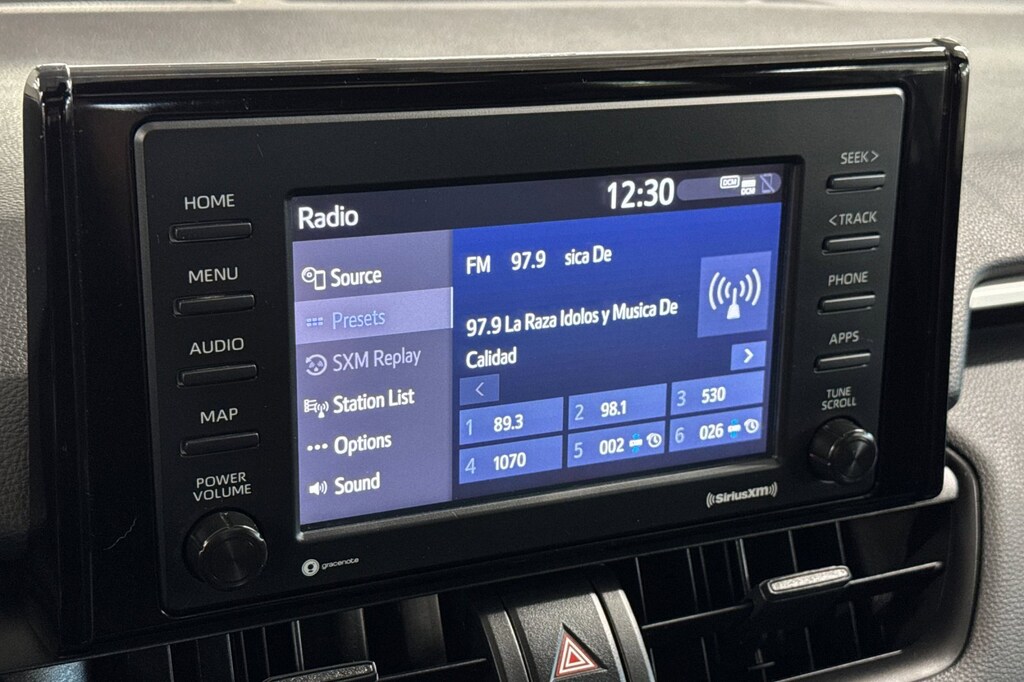 HOME
MENU
AUDIO
MAP
POWER
VOLUME
Radio
12:30
DCM
DCM
Source
Presets
SXM Replay
Station List
Options
Sound
FM 97.9 sica De
97.9 La Raza Idolos y Musica De
Calidad
1 89.3
2 98.1
3 530
4 1070
5 002
6 026
SEEK >
< TRACK
PHONE
APPS
TUNE
SCROLL
gracenote
SiriusXM